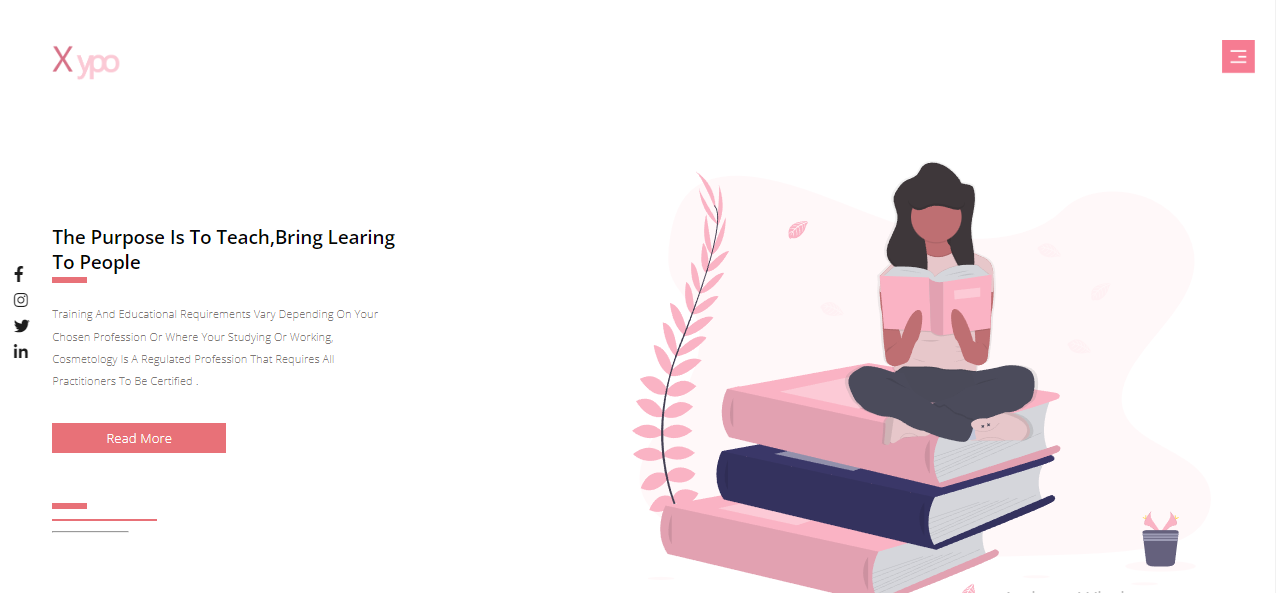 X ypo
The Purpose Is To Teach,Bring Learing
To People
Training And Educational Requirements Vary Depending On Your
Chosen Profession Or Where Your Studying Or Working,
Cosmetology Is A Regulated Profession That Requires All
Practitioners To Be Certified .
Read More